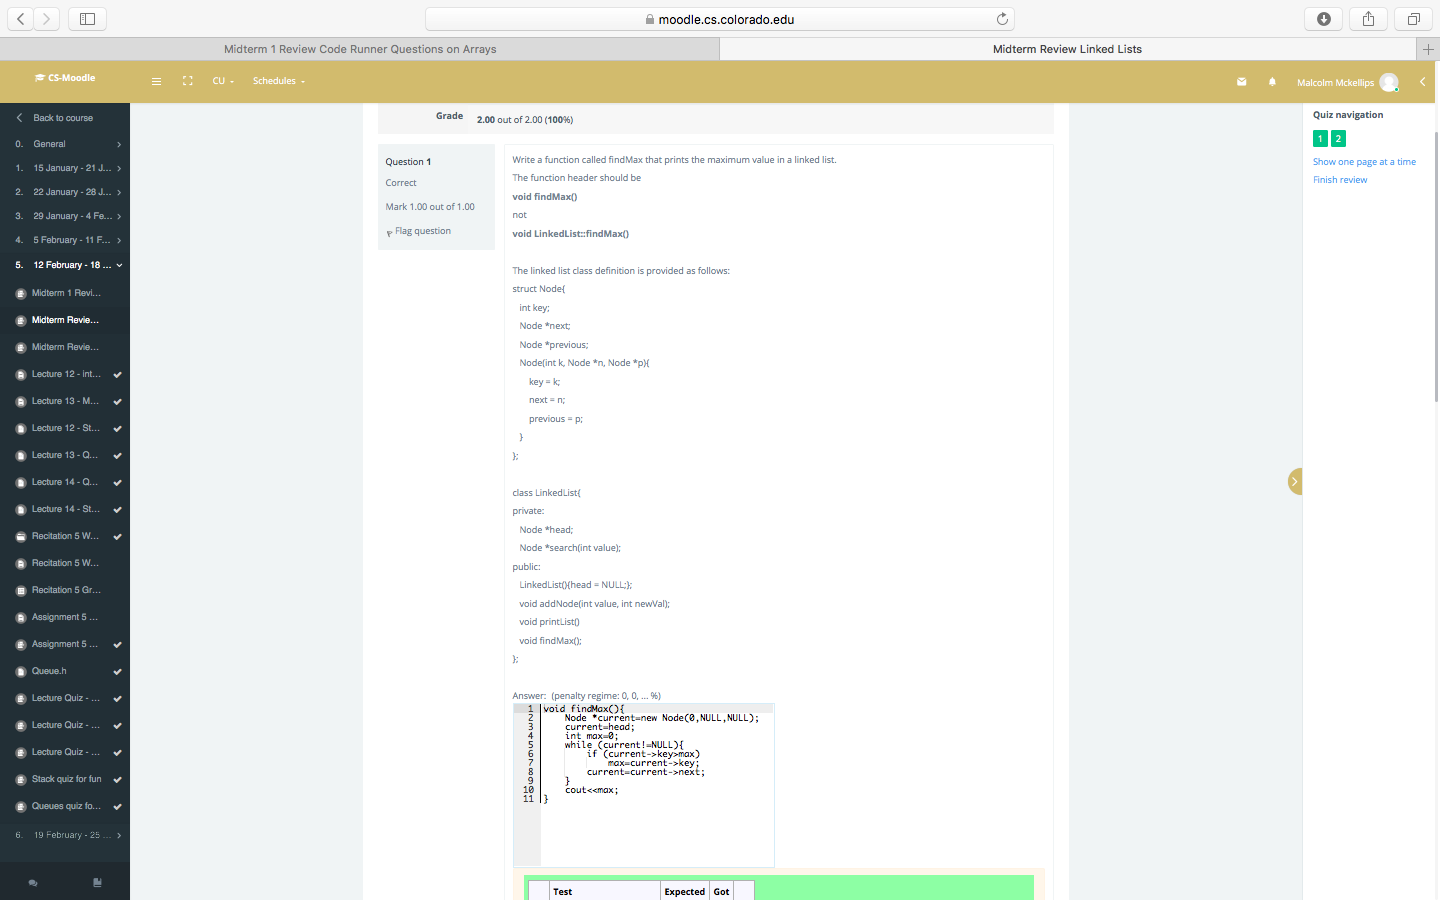 moodle.cs.colorado.edu
Midterm 1 Review Code Runner Questions on Arrays
Midterm Review Linked Lists
CS-Moodle
CU
Schedules
Malcolm Mckellips
Back to course
0. General
1. 15 January - 21 J...
2. 22 January - 28 J...
3. 29 January - 4 Fe...
4. 5 February - 11 F...
5. 12 February - 18 ...
Midterm 1 Revi...
Midterm Revie...
Midterm Revie...
Lecture 12 - int...
Lecture 13 - M...
Lecture 12 - St...
Lecture 13 - Q...
Lecture 14 - Q...
Lecture 14 - St...
Recitation 5 W...
Recitation 5 W...
Recitation 5 Gr...
Assignment 5 ...
Assignment 5 ...
Queue.h
Lecture Quiz - ...
Lecture Quiz - ...
Lecture Quiz - ...
Stack quiz for fun
Queues quiz fo...
6. 19 February - 25 ...
Grade 2.00 out of 2.00 (100%)
Question 1
Correct
Mark 1.00 out of 1.00
Flag question
Write a function called findMax that prints the maximum value in a linked list.
The function header should be
void findMax()
not
void LinkedList::findMax()
The linked list class definition is provided as follows:
struct Node{
int key;
Node *next;
Node *previous;
Node(int k, Node *n, Node *p){
key = k;
next = n;
previous = p;
}
};
class LinkedList{
private:
Node *head;
Node *search(int value);
public:
LinkedList(){head = NULL;};
void addNode(int value, int newVal);
void printList()
void findMax();
};
Answer: (penalty regime: 0, 0, ... %)
1 void findMax(){
2 Node *current=new Node(0,NULL,NULL);
3 current=head;
4 int max=0;
5 while (current!=NULL){
6 if (current->key>max)
7 max=current->key;
8 current=current->next;
9 }
10 cout<<max;
11 }
Test Expected Got
Quiz navigation
1 2
Show one page at a time
Finish review